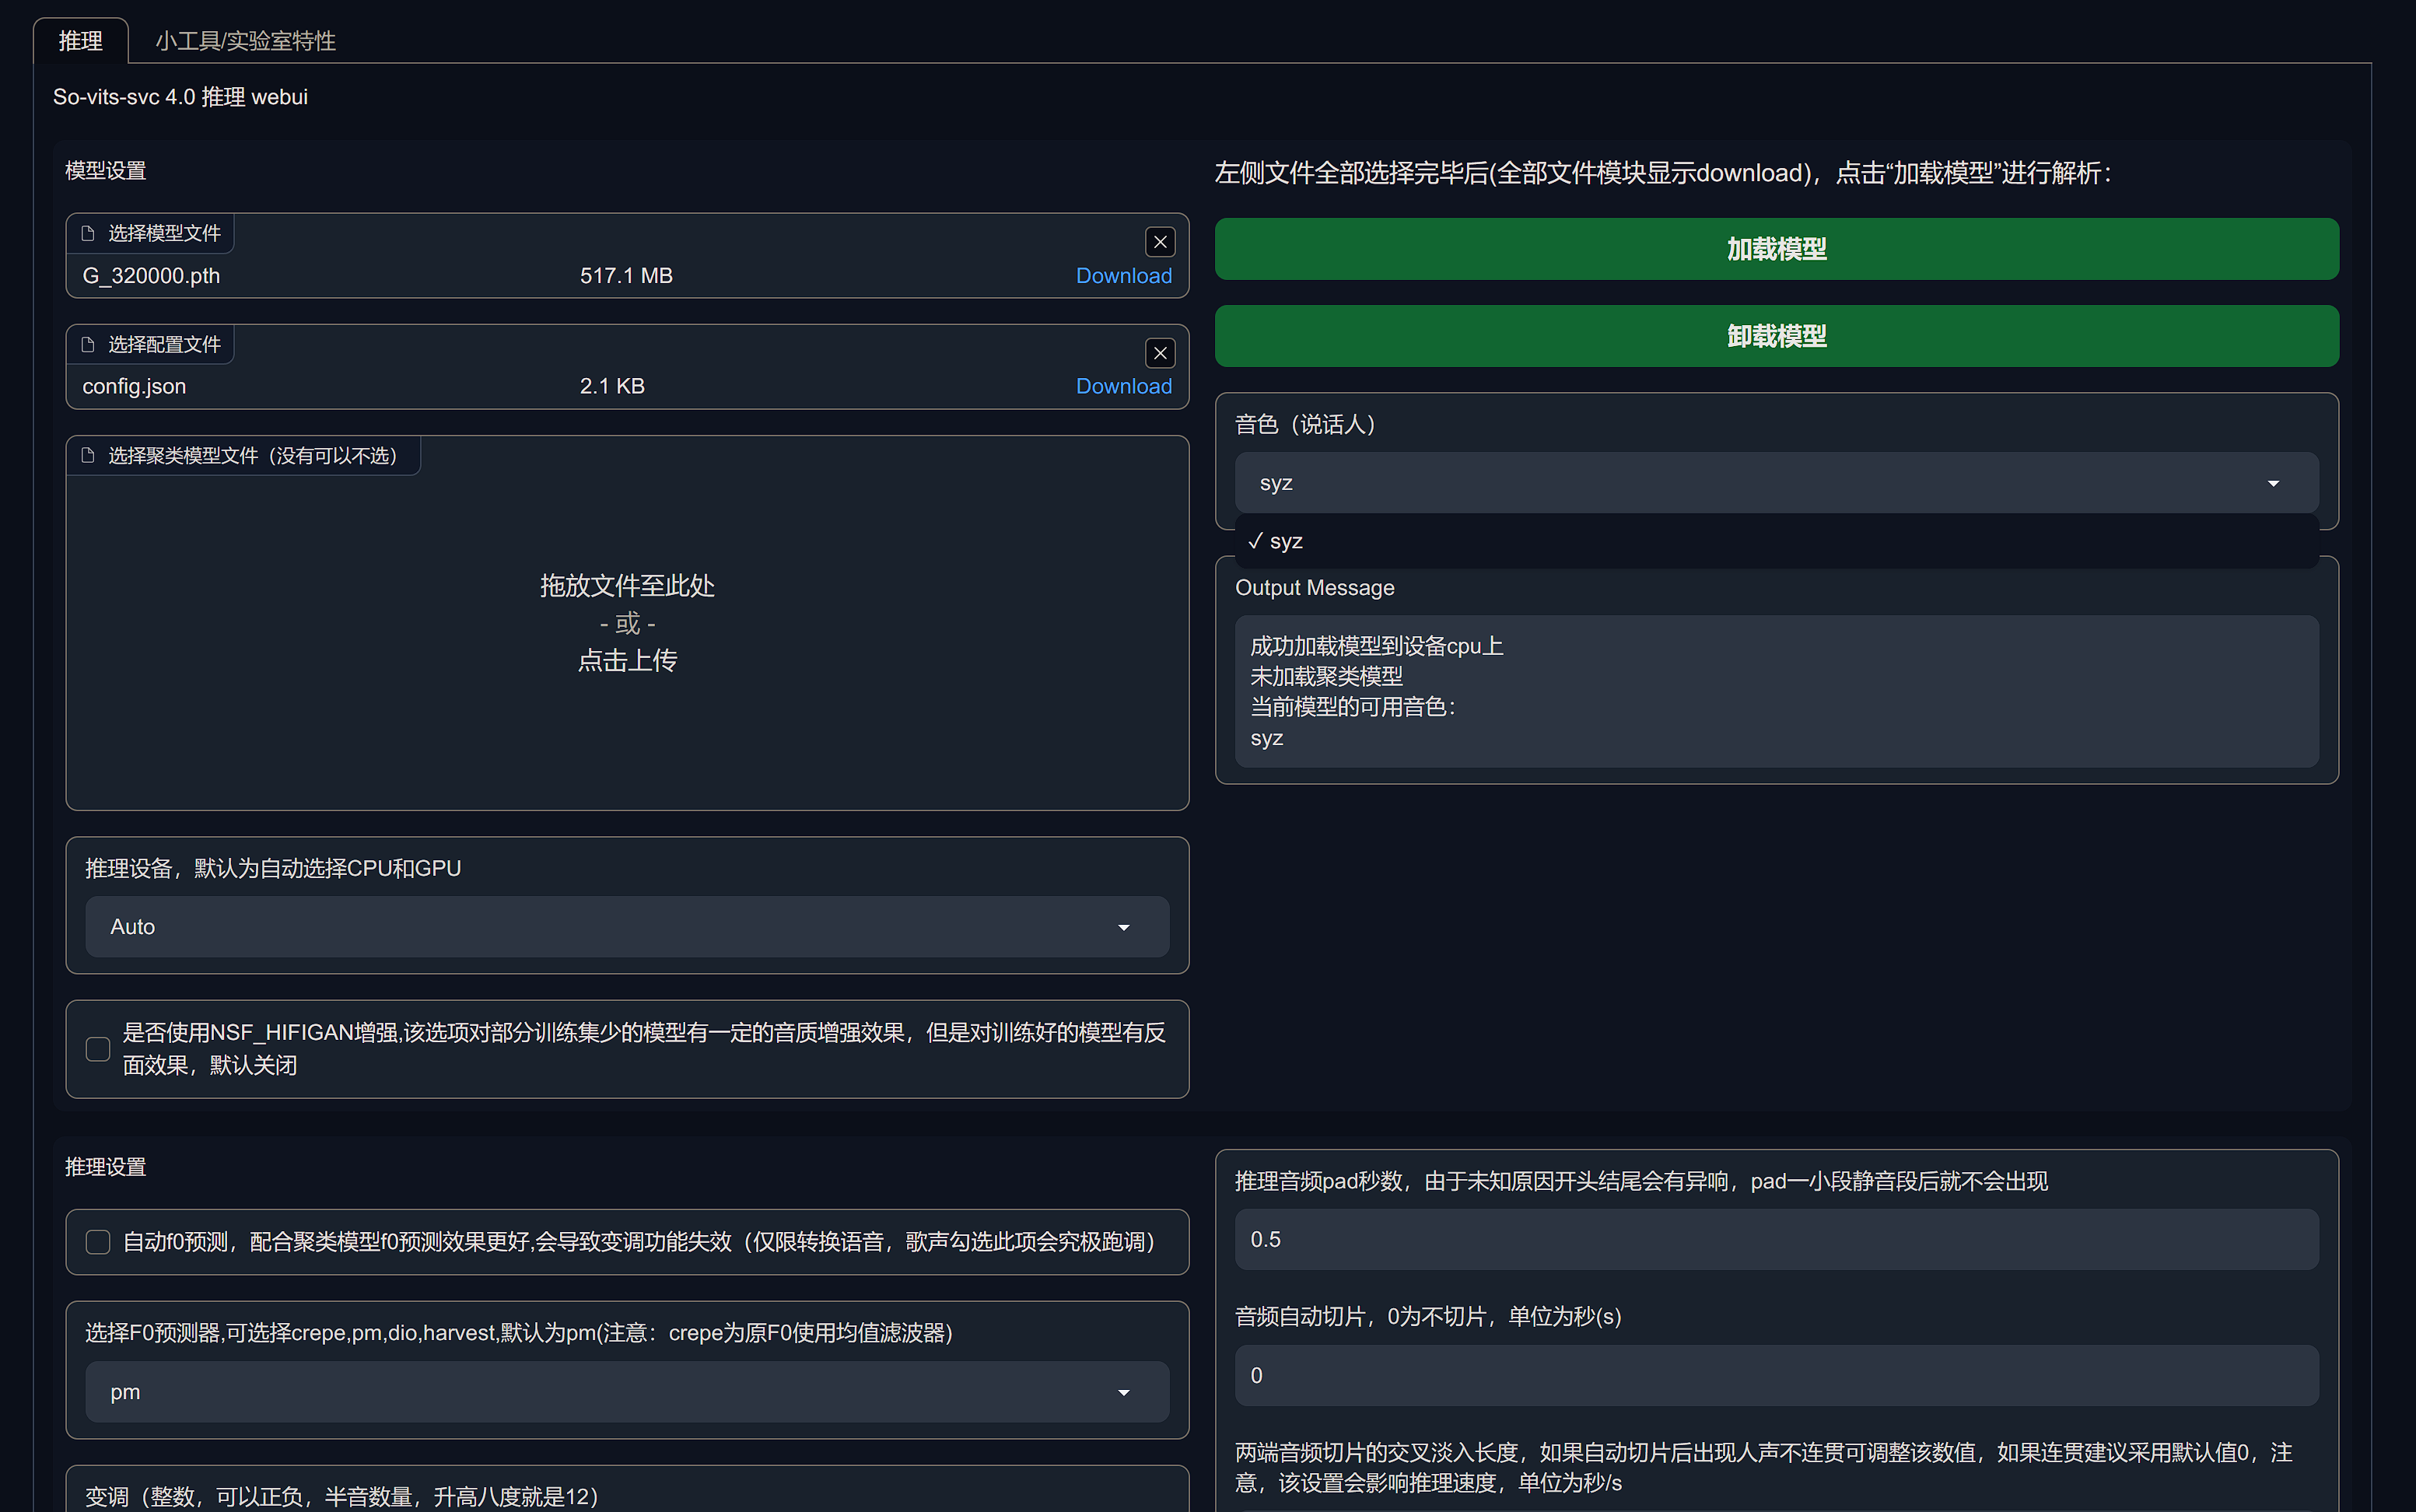 推理
小工具/实验室特性
So-vits-svc 4.0 推理 webui
模型设置
选择模型文件
G_320000.pth 517.1 MB Download
选择配置文件
config.json 2.1 KB Download
选择聚类模型文件（没有可以不选）
拖放文件至此处
- 或 -
点击上传
推理设备，默认为自动选择CPU和GPU
Auto
是否使用NSF_HIFIGAN增强,该选项对部分训练集少的模型有一定的音质增强效果，但是对训练好的模型有反
面效果，默认关闭
左侧文件全部选择完毕后(全部文件模块显示download)，点击“加载模型”进行解析：
加载模型
卸载模型
音色（说话人）
syz
✓ syz
Output Message
成功加载模型到设备cpu上
未加载聚类模型
当前模型的可用音色：
syz
推理设置
自动f0预测，配合聚类模型f0预测效果更好,会导致变调功能失效（仅限转换语音，歌声勾选此项会究极跑调）
选择F0预测器,可选择crepe,pm,dio,harvest,默认为pm(注意：crepe为原F0使用均值滤波器)
pm
变调（整数，可以正负，半音数量，升高八度就是12）
推理音频pad秒数，由于未知原因开头结尾会有异响，pad一小段静音段后就不会出现
0.5
音频自动切片，0为不切片，单位为秒(s)
0
两端音频切片的交叉淡入长度，如果自动切片后出现人声不连贯可调整该数值，如果连贯建议采用默认值0，注
意，该设置会影响推理速度，单位为秒/s